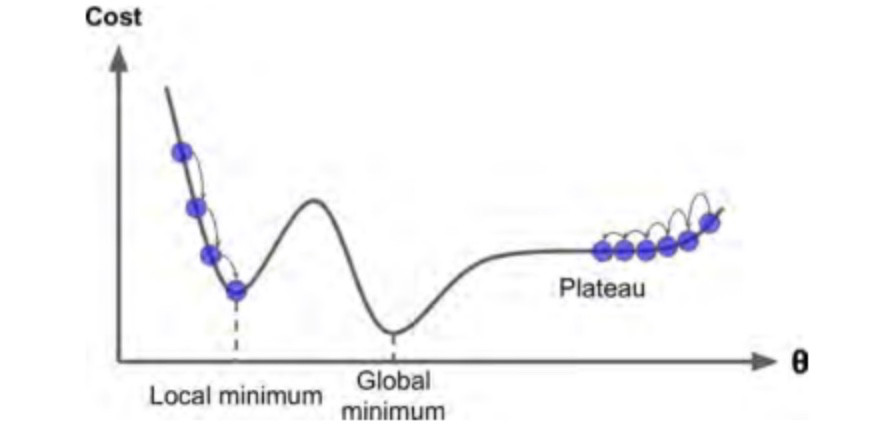 Cost
Plateau
θ
Local minimum
Global
minimum